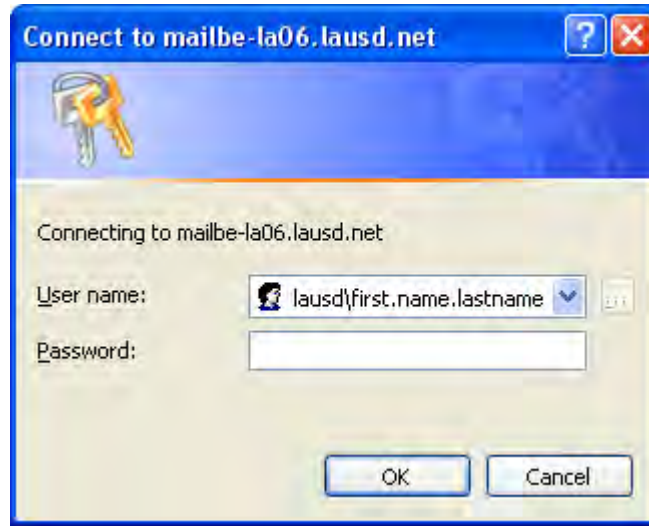 Connect to mailbe-la06.lausd.net
Connecting to mailbe-la06.lausd.net
User name: lausd\first.name.lastname
Password:
OK Cancel